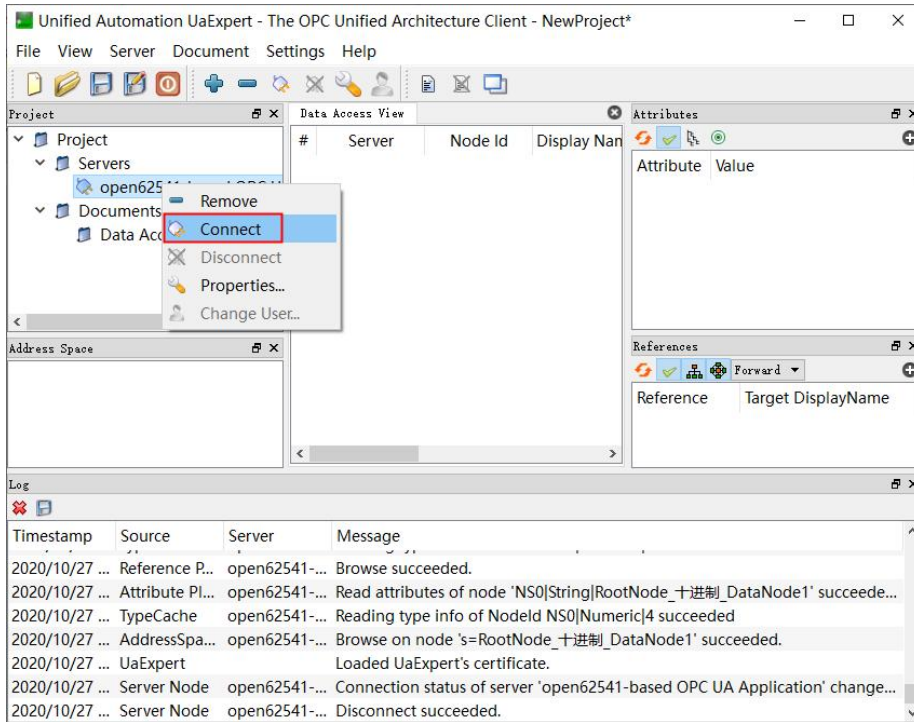 Unified Automation UaExpert - The OPC Unified Architecture Client - NewProject*
File View Server Document Settings Help
Project
Data Access View
Attributes
Project
Servers
open625
Documents
Data Acc
# Server Node Id Display Nan
Attribute Value
Remove
Connect
Disconnect
Properties...
Change User...
Address Space
References
Forward
Reference Target DisplayName
Log
Timestamp Source Server Message
2020/10/27 ... Reference P... open62541-... Browse succeeded.
2020/10/27 ... Attribute Pl... open62541-... Read attributes of node 'NS0|String|RootNode_十进制_DataNode1' succeede...
2020/10/27 ... TypeCache open62541-... Reading type info of NodeId NS0|Numeric|4 succeeded
2020/10/27 ... AddressSpa... open62541-... Browse on node 's=RootNode_十进制_DataNode1' succeeded.
2020/10/27 ... UaExpert Loaded UaExpert's certificate.
2020/10/27 ... Server Node open62541-... Connection status of server 'open62541-based OPC UA Application' change...
2020/10/27 ... Server Node open62541-... Disconnect succeeded.